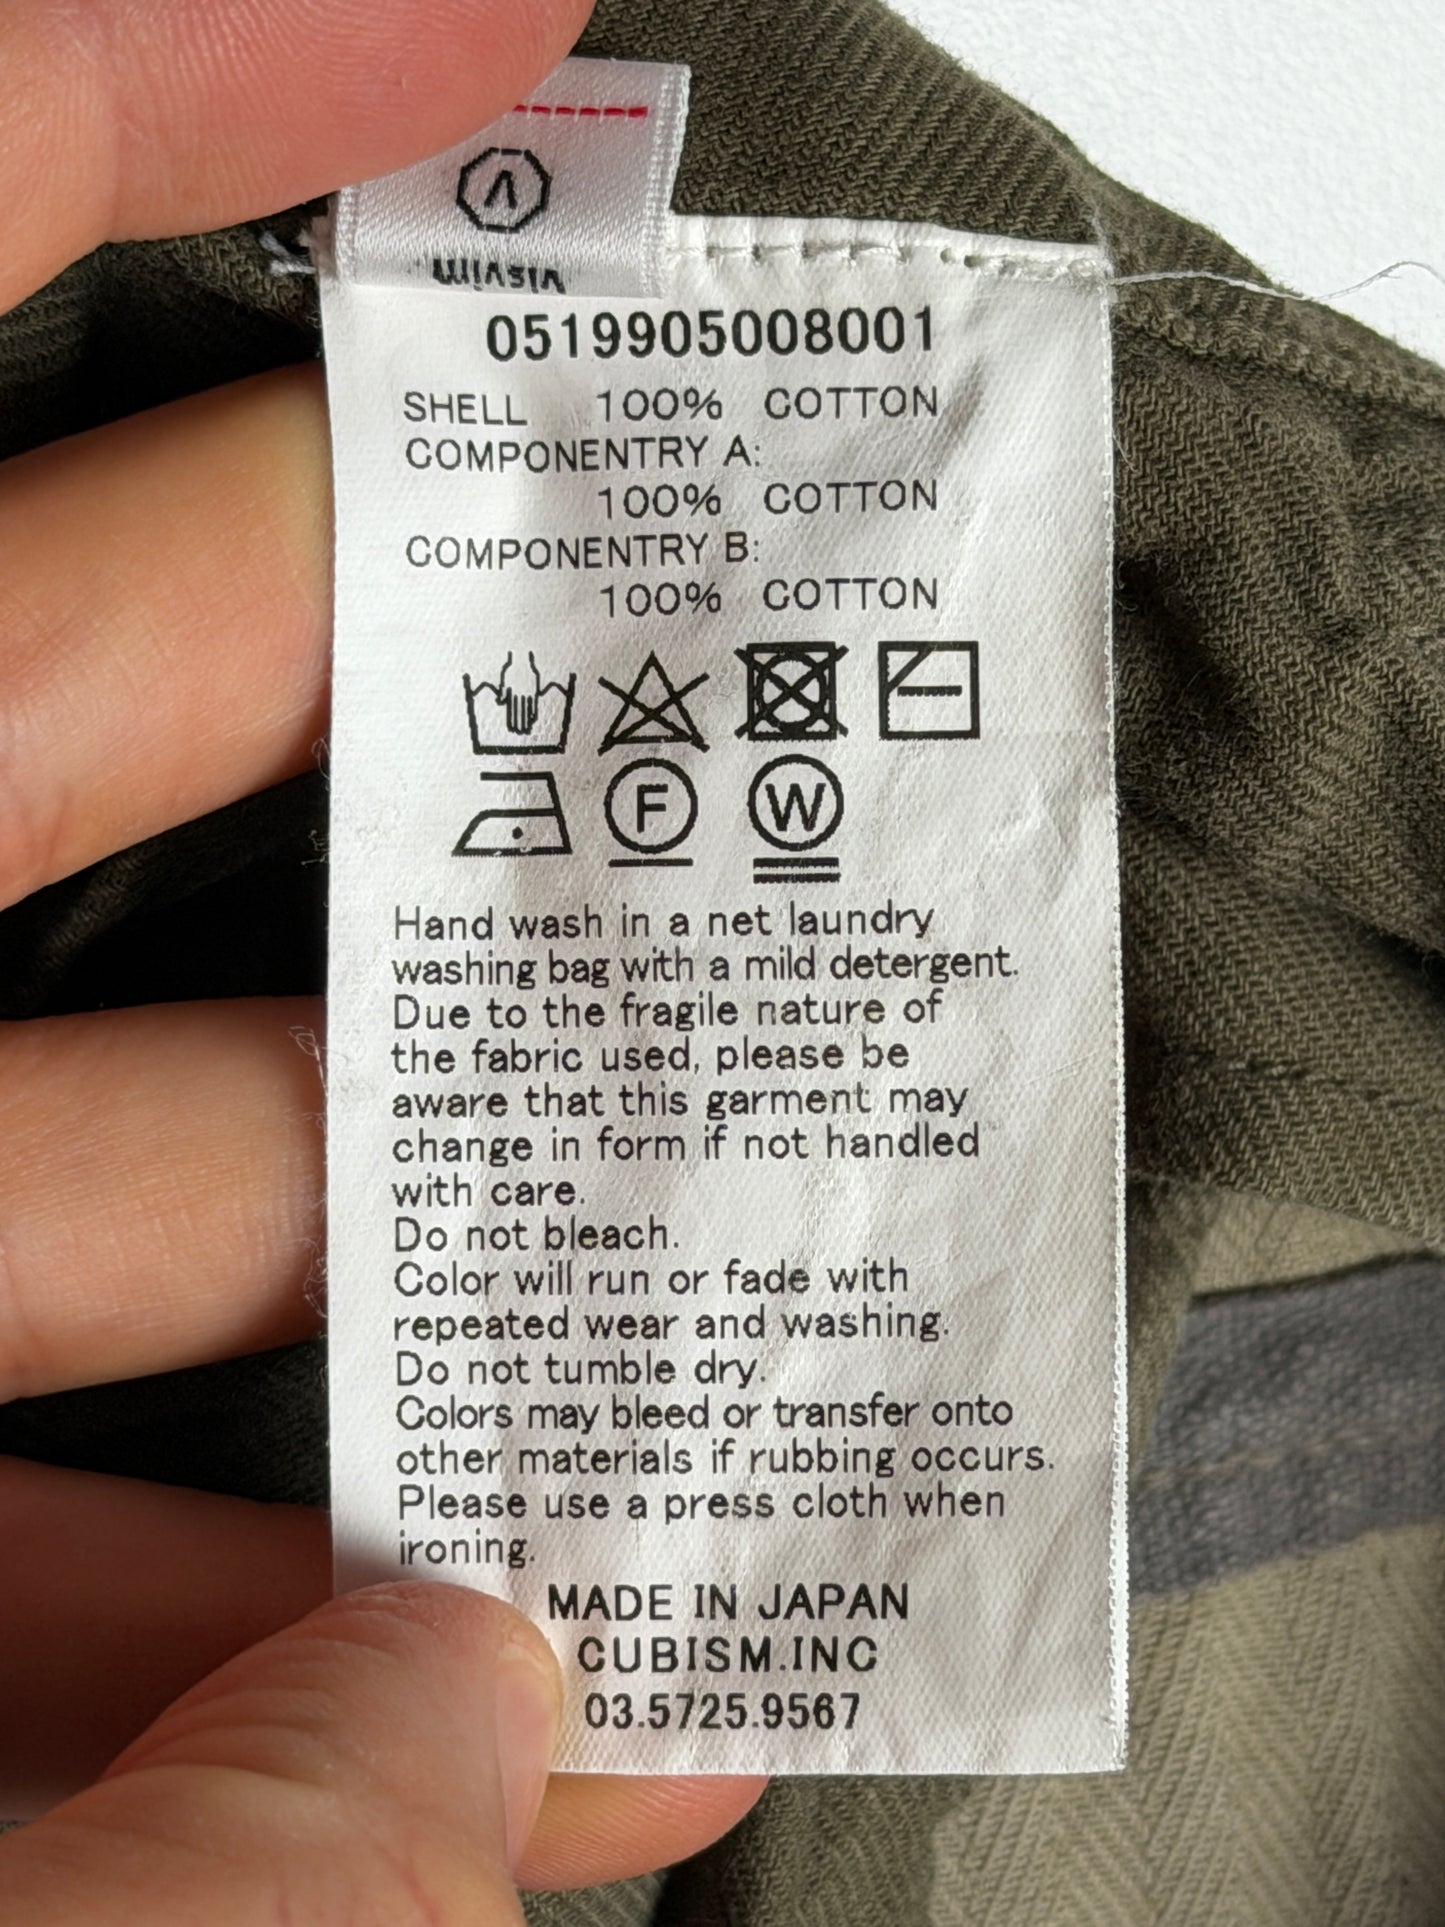 visvim
0519905008001
SHELL 100% COTTON
COMPONENTRY A:
100% COTTON
COMPONENTRY B:
100% COTTON
F W
Hand wash in a net laundry
washing bag with a mild detergent.
Due to the fragile nature of
the fabric used, please be
aware that this garment may
change in form if not handled
with care.
Do not bleach.
Color will run or fade with
repeated wear and washing.
Do not tumble dry.
Colors may bleed or transfer onto
other materials if rubbing occurs.
Please use a press cloth when
ironing.
MADE IN JAPAN
CUBISM.INC
03.5725.9567